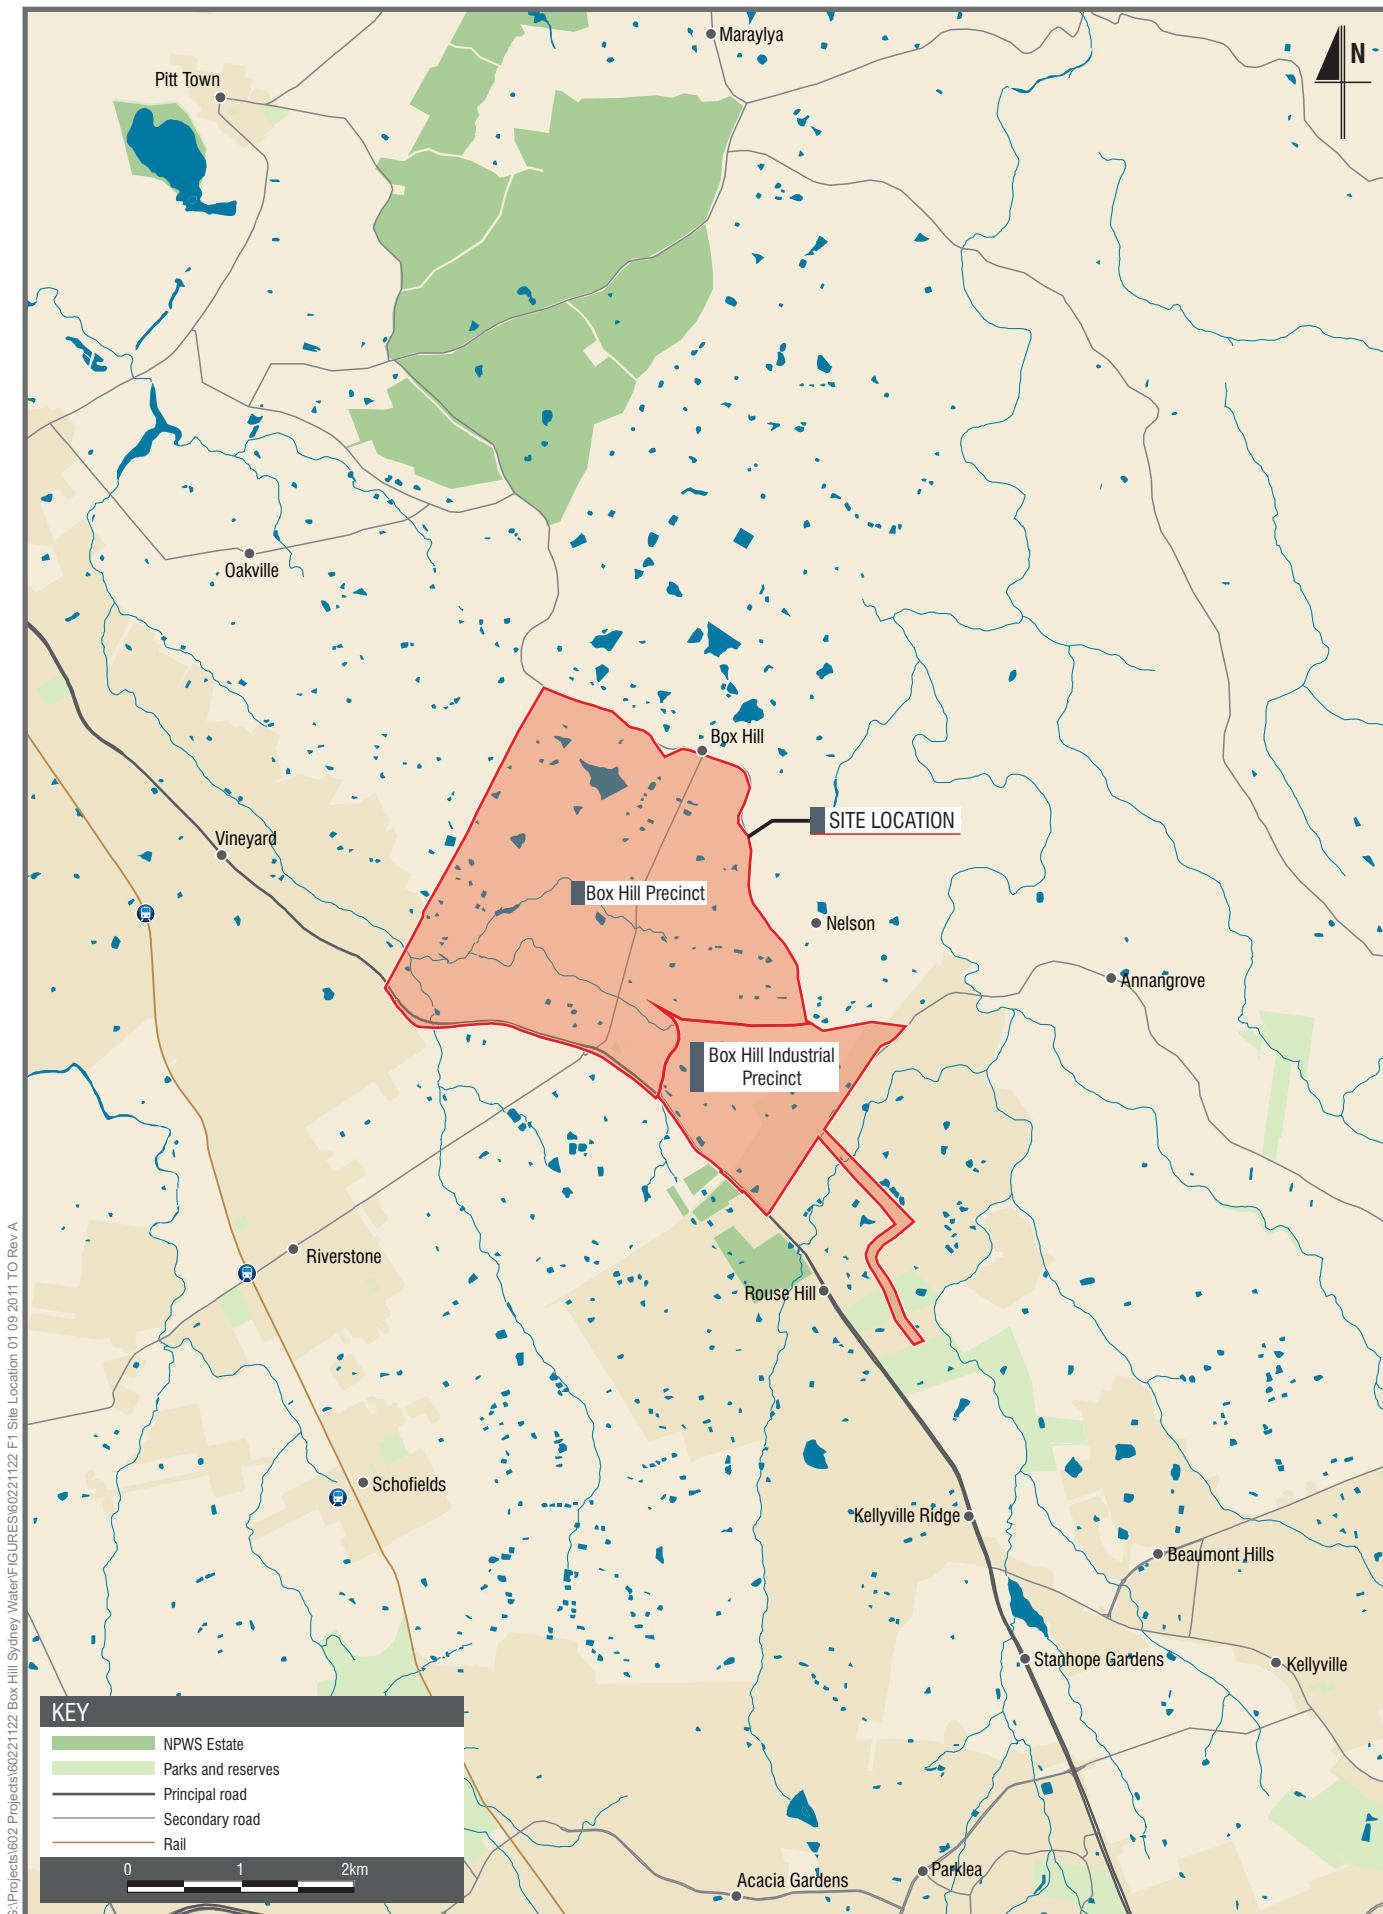 Maraylya
N
Pitt Town
Oakville
Box Hill
SITE LOCATION
Vineyard
Box Hill Precinct
Nelson
Annangrove
Box Hill Industrial
Precinct
Riverstone
Rouse Hill
Schofields
Kellyville Ridge
Beaumont Hills
Stanhope Gardens
Kellyville
KEY
NPWS Estate
Parks and reserves
Principal road
Secondary road
Rail
0 1 2km
Parklea
Acacia Gardens
G:\Projects\602 Projects\60221122 Box Hill Sydney Water\FIGURES\60221122 F1 Site Location 01 09 2011 TO Rev A